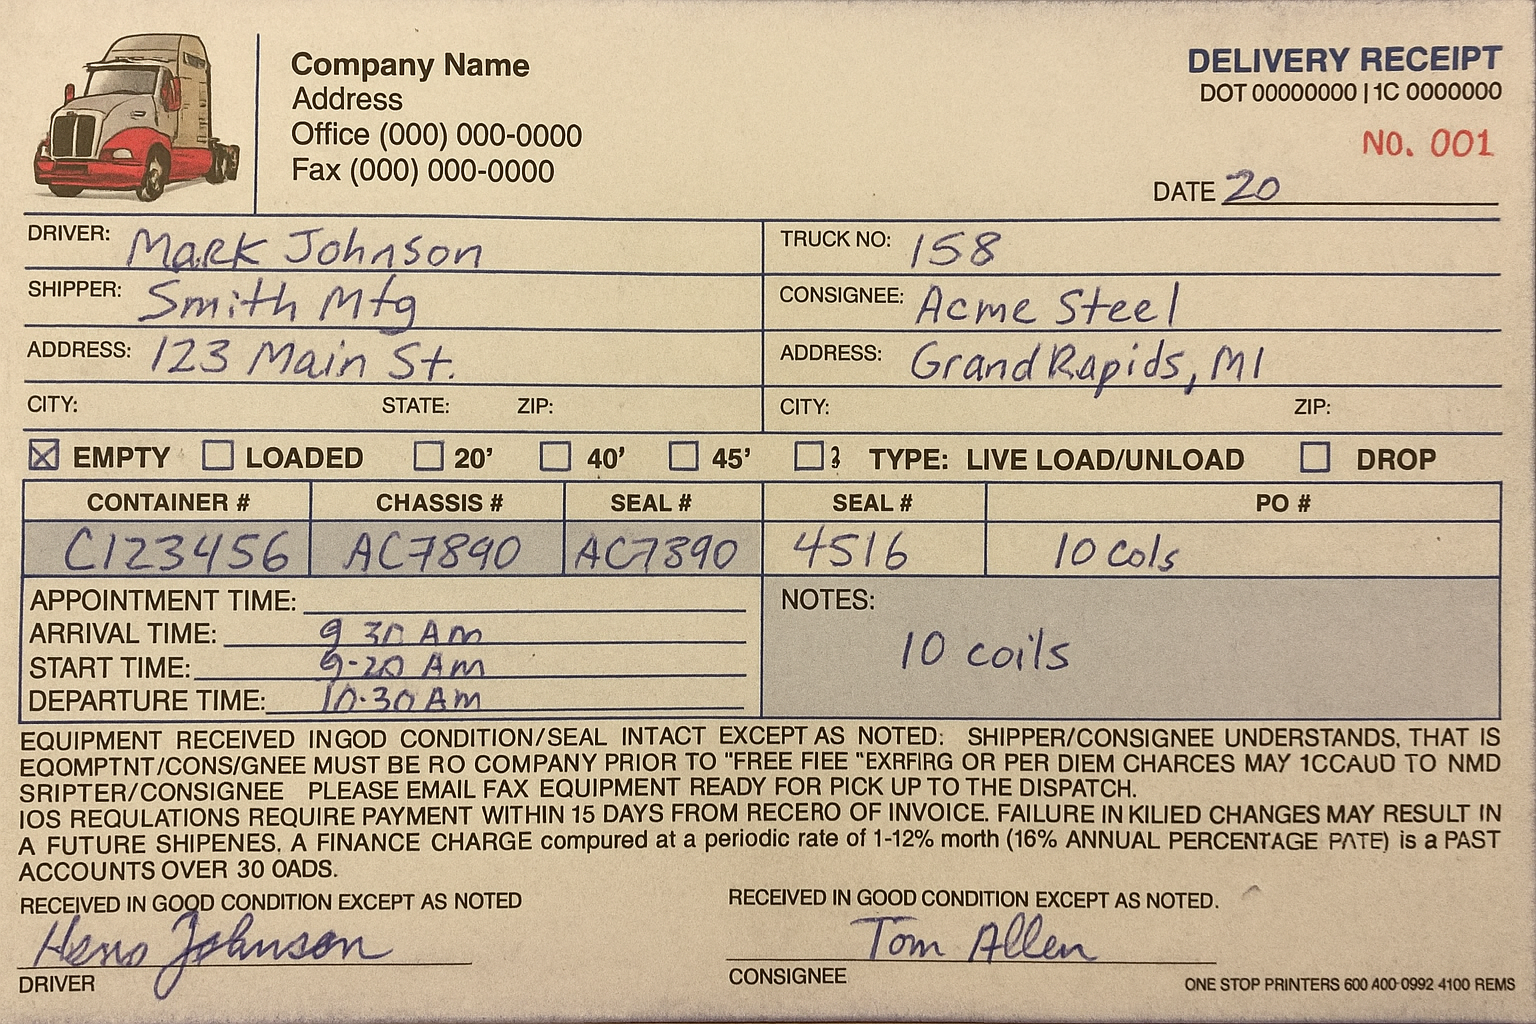 Company Name
Address
Office (000) 000-0000
Fax (000) 000-0000
DELIVERY RECEIPT
DOT 00000000 | 1C 0000000
No. 001
DATE 20
DRIVER: Mark Johnson
TRUCK NO: 158
SHIPPER: Smith Mfg
CONSIGNEE: Acme Steel
ADDRESS: 123 Main St.
ADDRESS: Grand Rapids, MI
CITY: STATE: ZIP:
CITY: ZIP:
EMPTY LOADED 20' 40' 45' TYPE: LIVE LOAD/UNLOAD DROP
CONTAINER # CHASSIS # SEAL # SEAL # PO #
C123456 AC7890 AC7390 4516 10 cols
APPOINTMENT TIME:
ARRIVAL TIME: 9 30 Am
START TIME: 9-20 Am
DEPARTURE TIME: 10.30 Am
NOTES:
10 coils
EQUIPMENT RECEIVED INGOD CONDITION/SEAL INTACT EXCEPT AS NOTED: SHIPPER/CONSIGNEE UNDERSTANDS, THAT IS
EQOMPTNT/CONS/GNEE MUST BE RO COMPANY PRIOR TO "FREE FIEE "EXRFIRG OR PER DIEM CHARCES MAY 1CCAUD TO NMD
SRIPTER/CONSIGNEE PLEASE EMAIL FAX EQUIPMENT READY FOR PICK UP TO THE DISPATCH.
IOS REQULATIONS REQUIRE PAYMENT WITHIN 15 DAYS FROM RECERO OF INVOICE. FAILURE IN KILIED CHANGES MAY RESULT IN
A FUTURE SHIPENES. A FINANCE CHARGE compured at a periodic rate of 1-12% morth (16% ANNUAL PERCENTAGE PATE) is a PAST
ACCOUNTS OVER 30 OADS.
RECEIVED IN GOOD CONDITION EXCEPT AS NOTED
RECEIVED IN GOOD CONDITION EXCEPT AS NOTED.
Johnson
Tom Allen
DRIVER
CONSIGNEE
ONE STOP PRINTERS 600 400-0992 4100 REMS